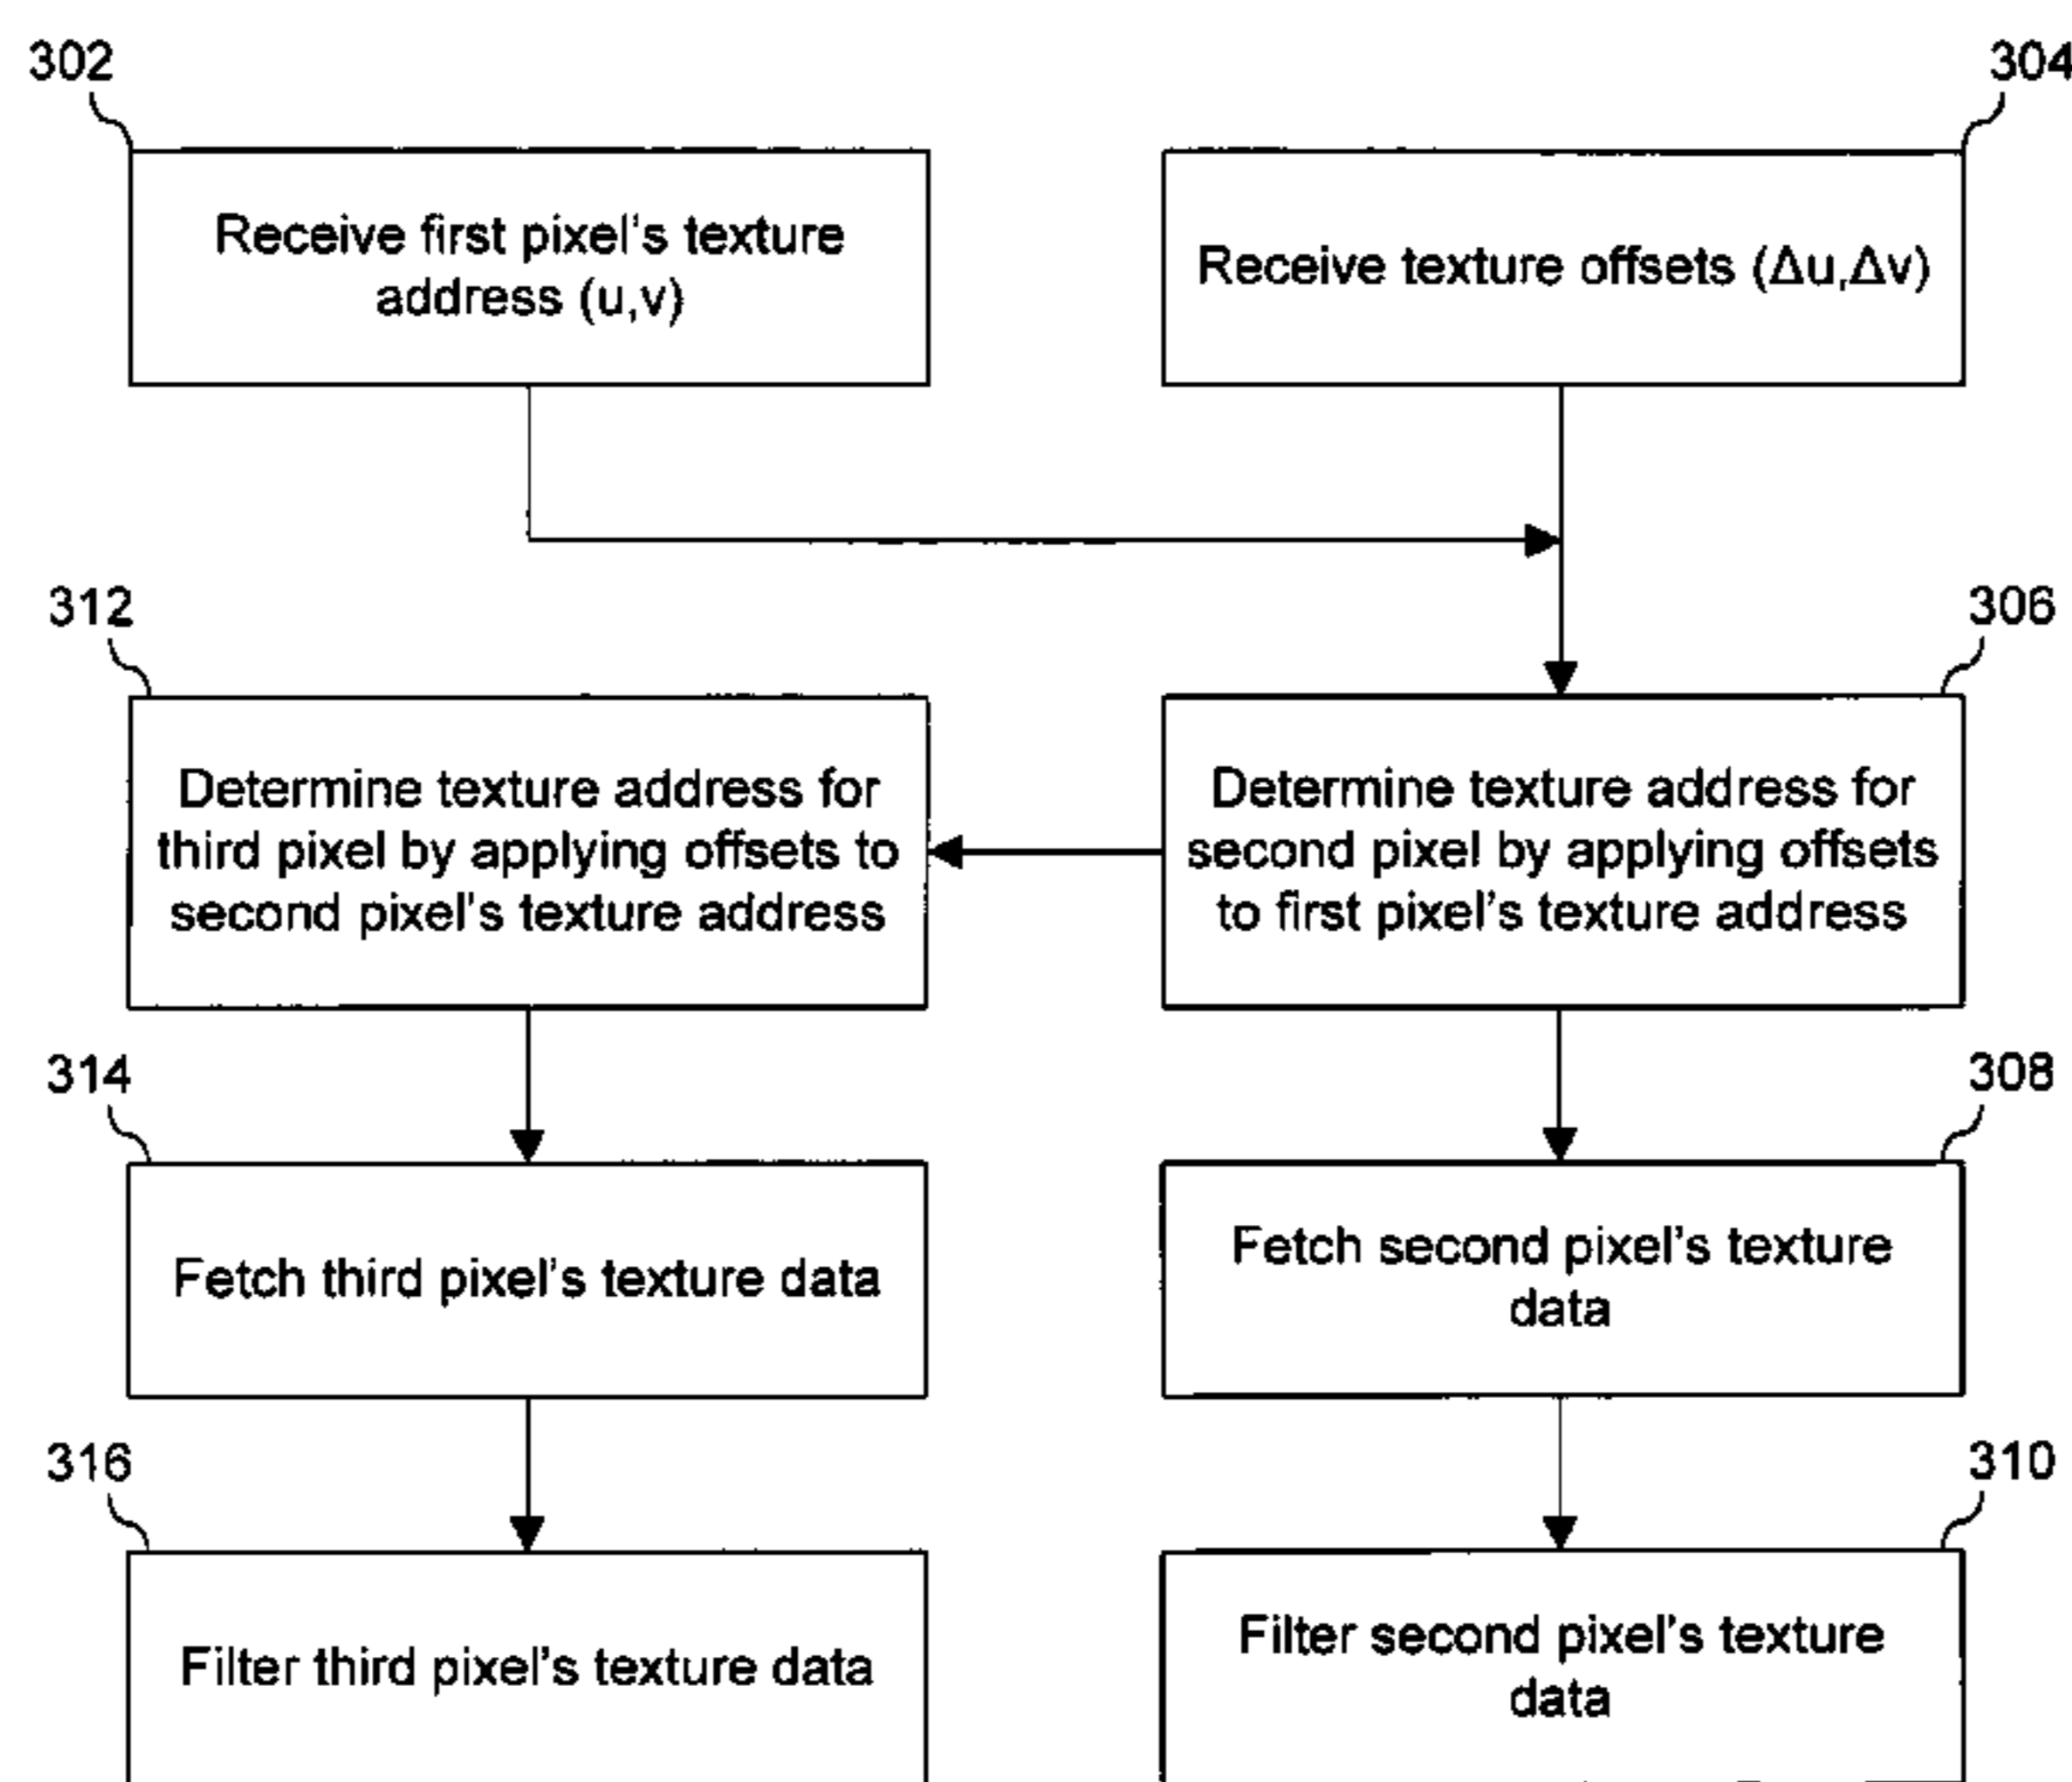 302
304
Receive first pixel's texture
address (u,v)
Receive texture offsets (Δu,Δv)
312
306
Determine texture address for
third pixel by applying offsets to
second pixel's texture address
Determine texture address for
second pixel by applying offsets
to first pixel's texture address
314
308
Fetch third pixel's texture data
Fetch second pixel's texture
data
316
310
Filter third pixel's texture data
Filter second pixel's texture
data